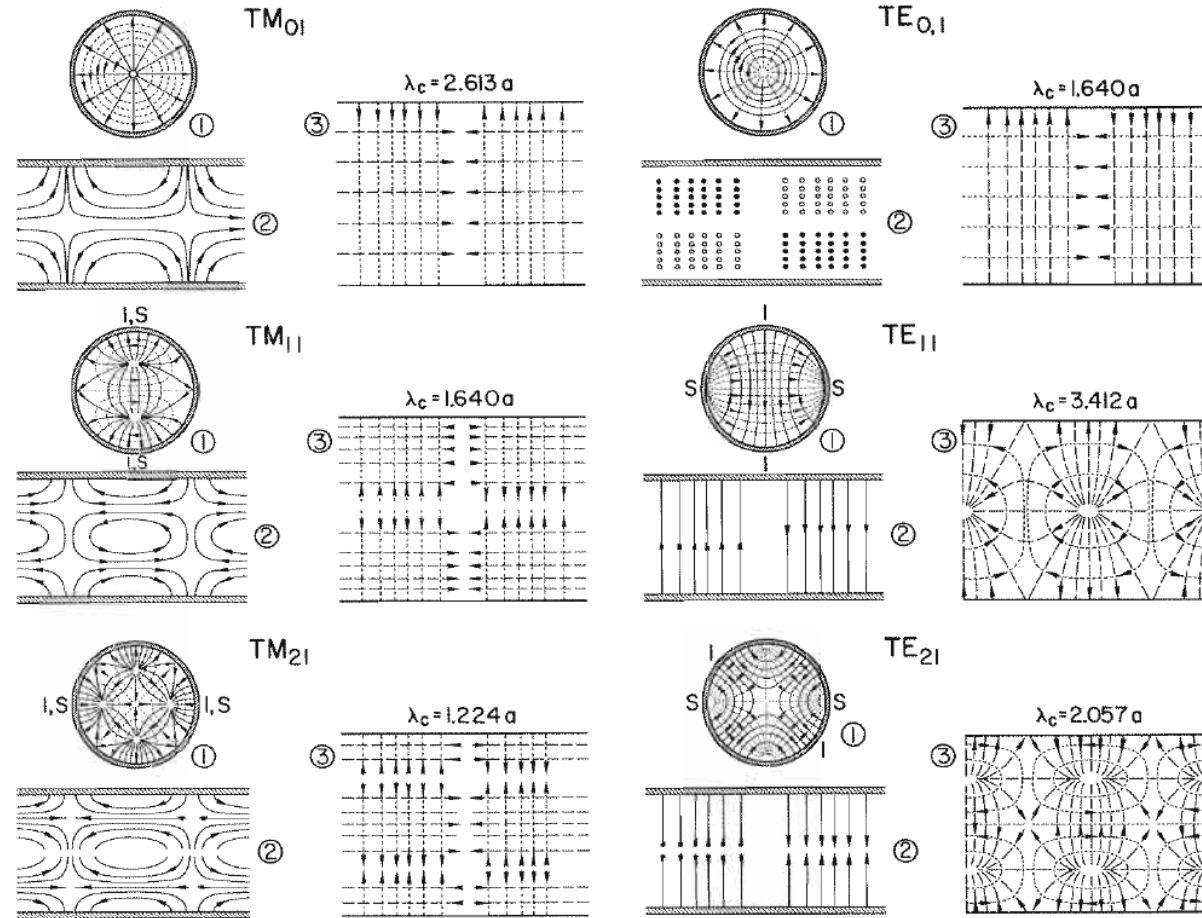 TM₀₁
①
λc = 2.613 a
③
②
TE₀,₁
①
λc = 1.640 a
③
②
TM₁₁
I,S
①
I,S
λc = 1.640 a
③
②
TE₁₁
I
S
S
①
I
λc = 3.412 a
③
②
TM₂₁
I,S
I,S
①
λc = 1.224 a
③
②
TE₂₁
I
S
S
①
I
λc = 2.057 a
③
②